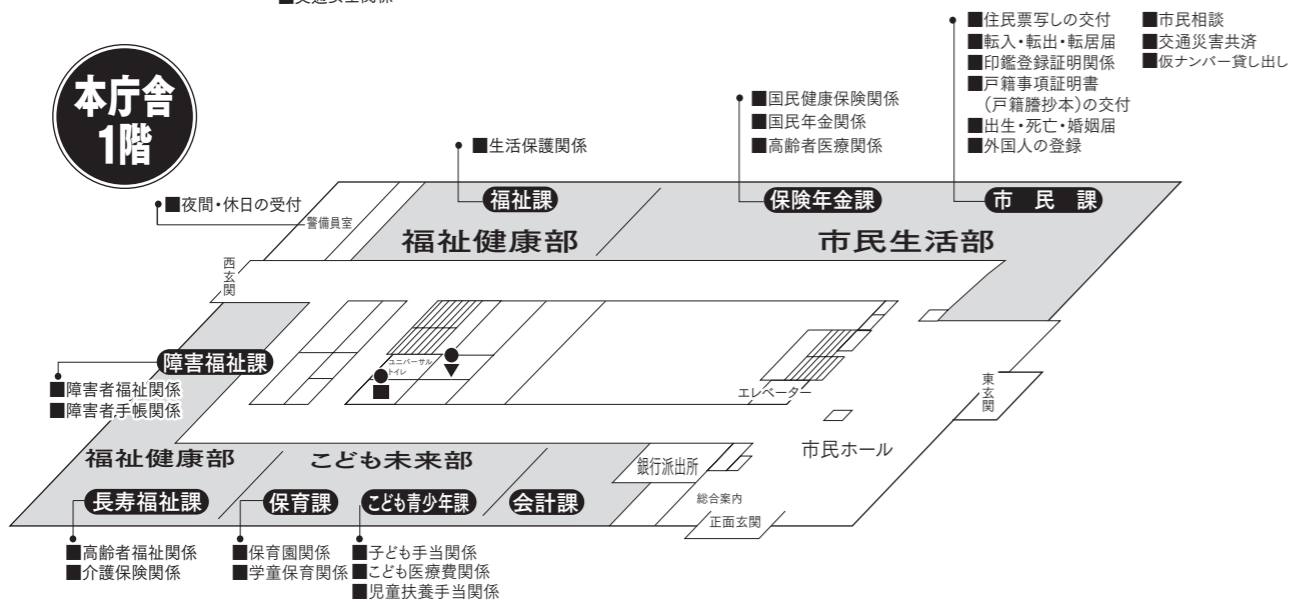 ■交通安全関係
本庁舎
1階
■住民票写しの交付
■転入・転出・転居届
■印鑑登録証明関係
■戸籍事項証明書
（戸籍謄抄本）の交付
■出生・死亡・婚姻届
■外国人の登録
■市民相談
■交通災害共済
■仮ナンバー貸し出し
■国民健康保険関係
■国民年金関係
■高齢者医療関係
■生活保護関係
■夜間・休日の受付
警備員室
福祉課
保険年金課
市民課
福祉健康部
市民生活部
西玄関
障害福祉課
■障害者福祉関係
■障害者手帳関係
ユニバーサル
トイレ
エレベーター
東玄関
市民ホール
福祉健康部
こども未来部
銀行派出所
長寿福祉課
保育課
こども青少年課
会計課
総合案内
正面玄関
■高齢者福祉関係
■介護保険関係
■保育園関係
■学童保育関係
■子ども手当関係
■こども医療費関係
■児童扶養手当関係